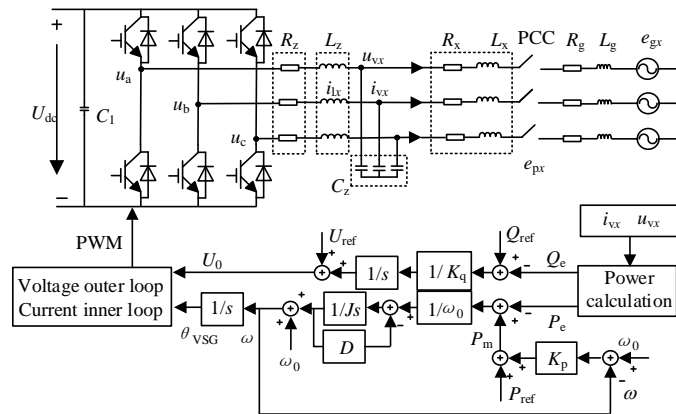 R_z L_z u_vx R_x L_x PCC R_g L_g e_gx
u_a
U_dc C_1 u_b i_lx i_vx
u_c
C_z e_px
PWM U_ref Q_ref i_vx u_vx
U_0 1/s 1/K_q Q_e
Voltage outer loop
Current inner loop
Power
calculation
1/s 1/Js 1/ω_0 P_e
θ_VSG ω ω_0 D P_m
K_p ω_0
P_ref ω